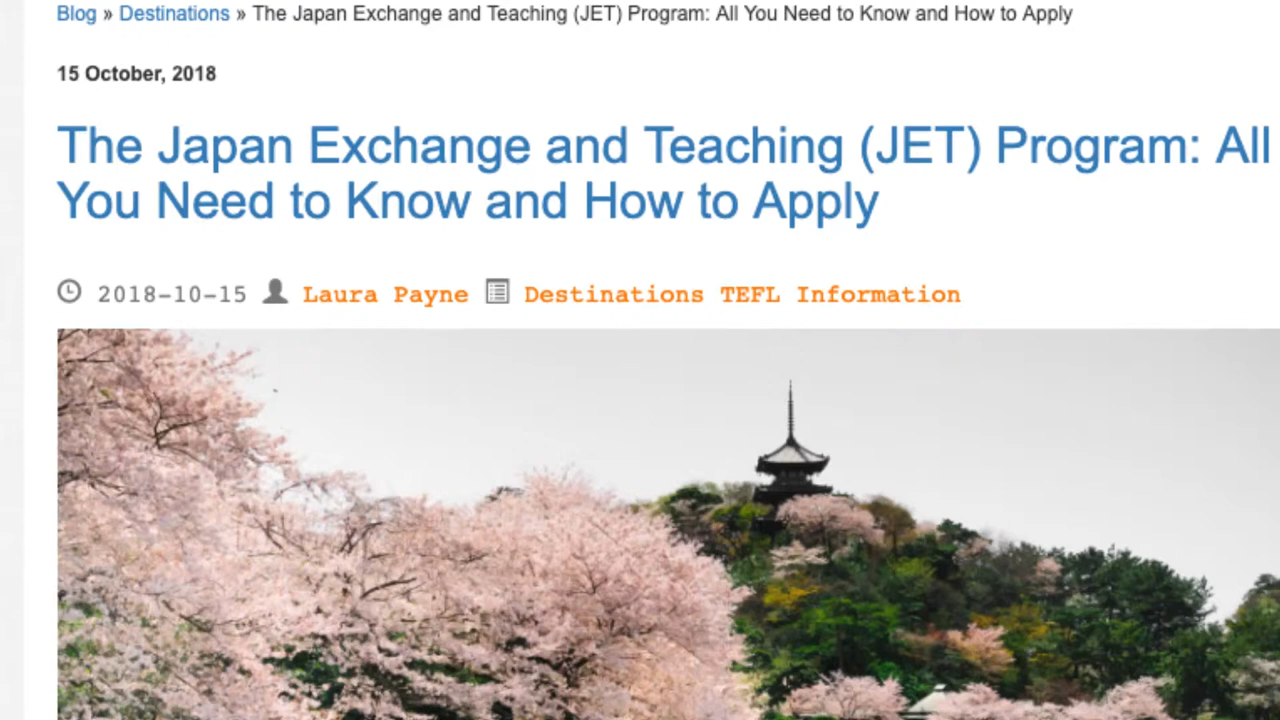 Blog » Destinations » The Japan Exchange and Teaching (JET) Program: All You Need to Know and How to Apply
15 October, 2018
The Japan Exchange and Teaching (JET) Program: All
You Need to Know and How to Apply
2018-10-15 Laura Payne Destinations TEFL Information